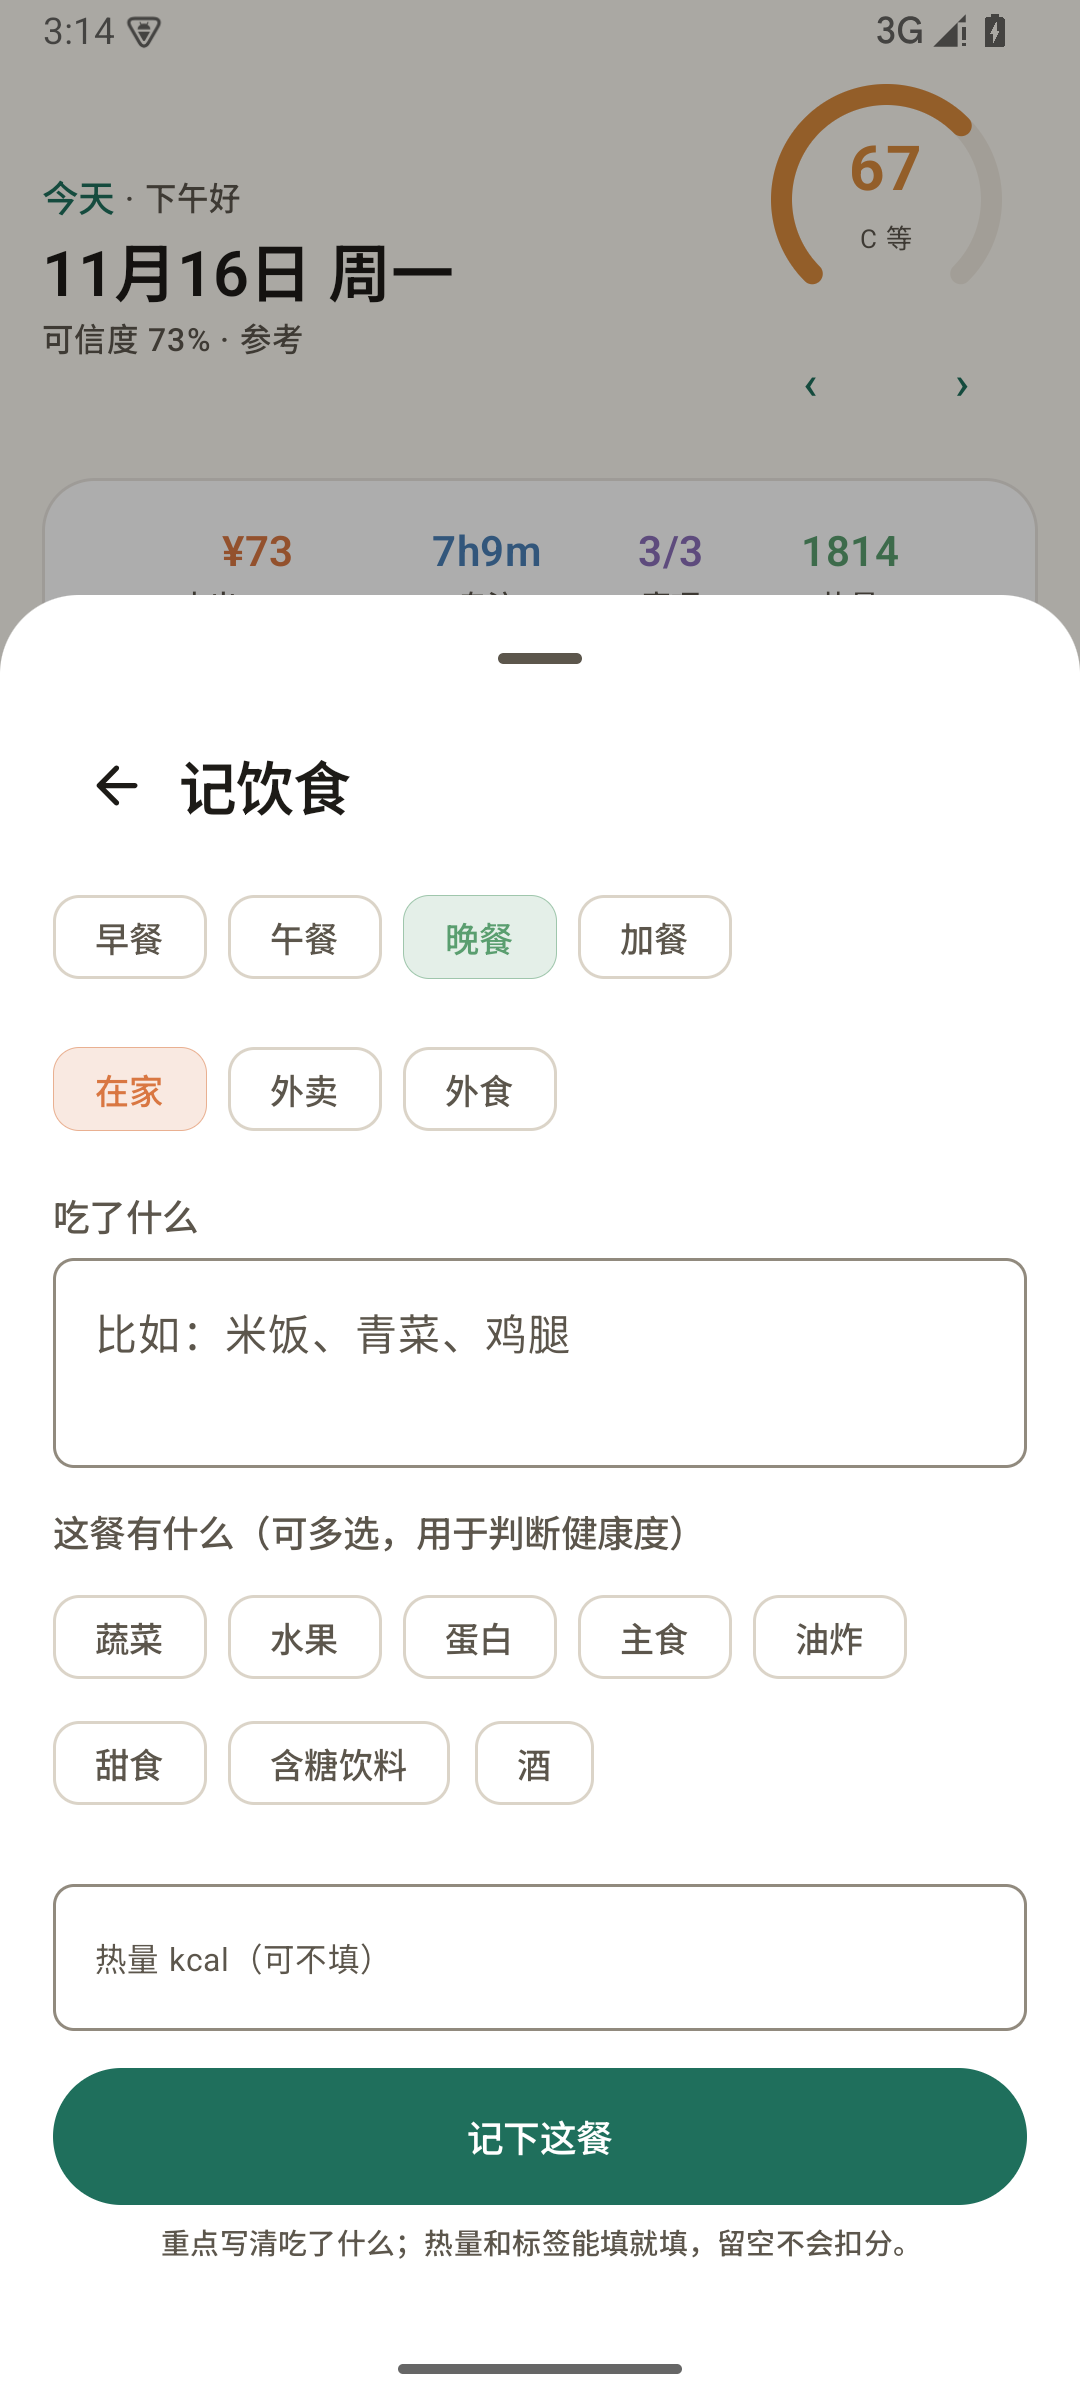 3:14
3G
67
C 等
今天 · 下午好
11月16日 周一
可信度 73% · 参考
‹ ›
¥73 7h9m 3/3 1814
记饮食
早餐 午餐 晚餐 加餐
在家 外卖 外食
吃了什么
比如：米饭、青菜、鸡腿
这餐有什么（可多选，用于判断健康度）
蔬菜 水果 蛋白 主食 油炸
甜食 含糖饮料 酒
热量 kcal（可不填）
记下这餐
重点写清吃了什么；热量和标签能填就填，留空不会扣分。